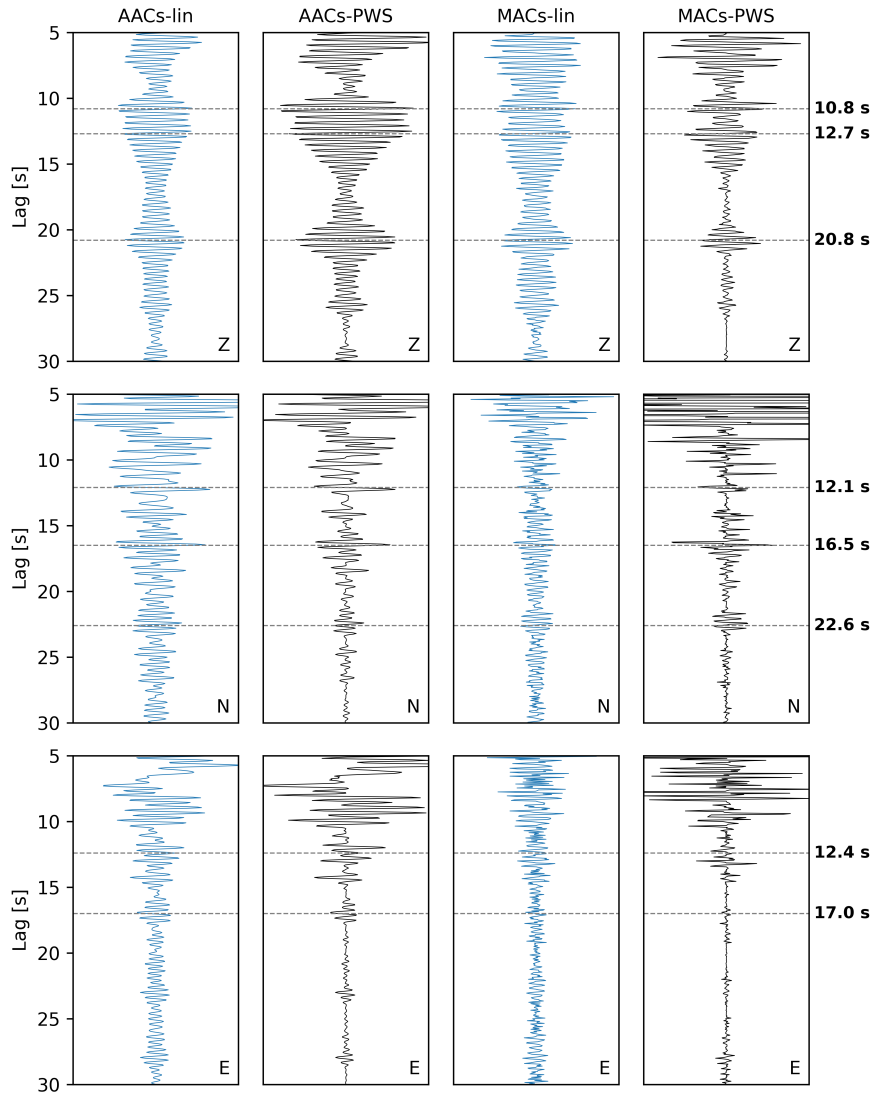 AACs-lin AACs-PWS MACs-lin MACs-PWS
5
10
10.8 s
12.7 s
15
Lag [s]
20
20.8 s
25
30
Z Z Z Z
5
10
12.1 s
15
16.5 s
Lag [s]
20
22.6 s
25
30
N N N N
5
10
12.4 s
15
17.0 s
Lag [s]
20
25
30
E E E E